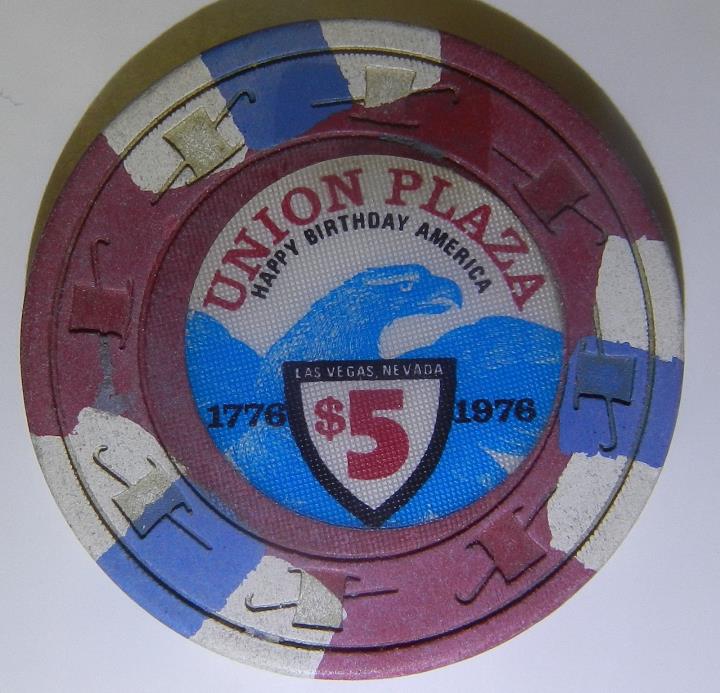 UNION PLAZA
HAPPY BIRTHDAY AMERICA
LAS VEGAS, NEVADA
1776 $5 1976